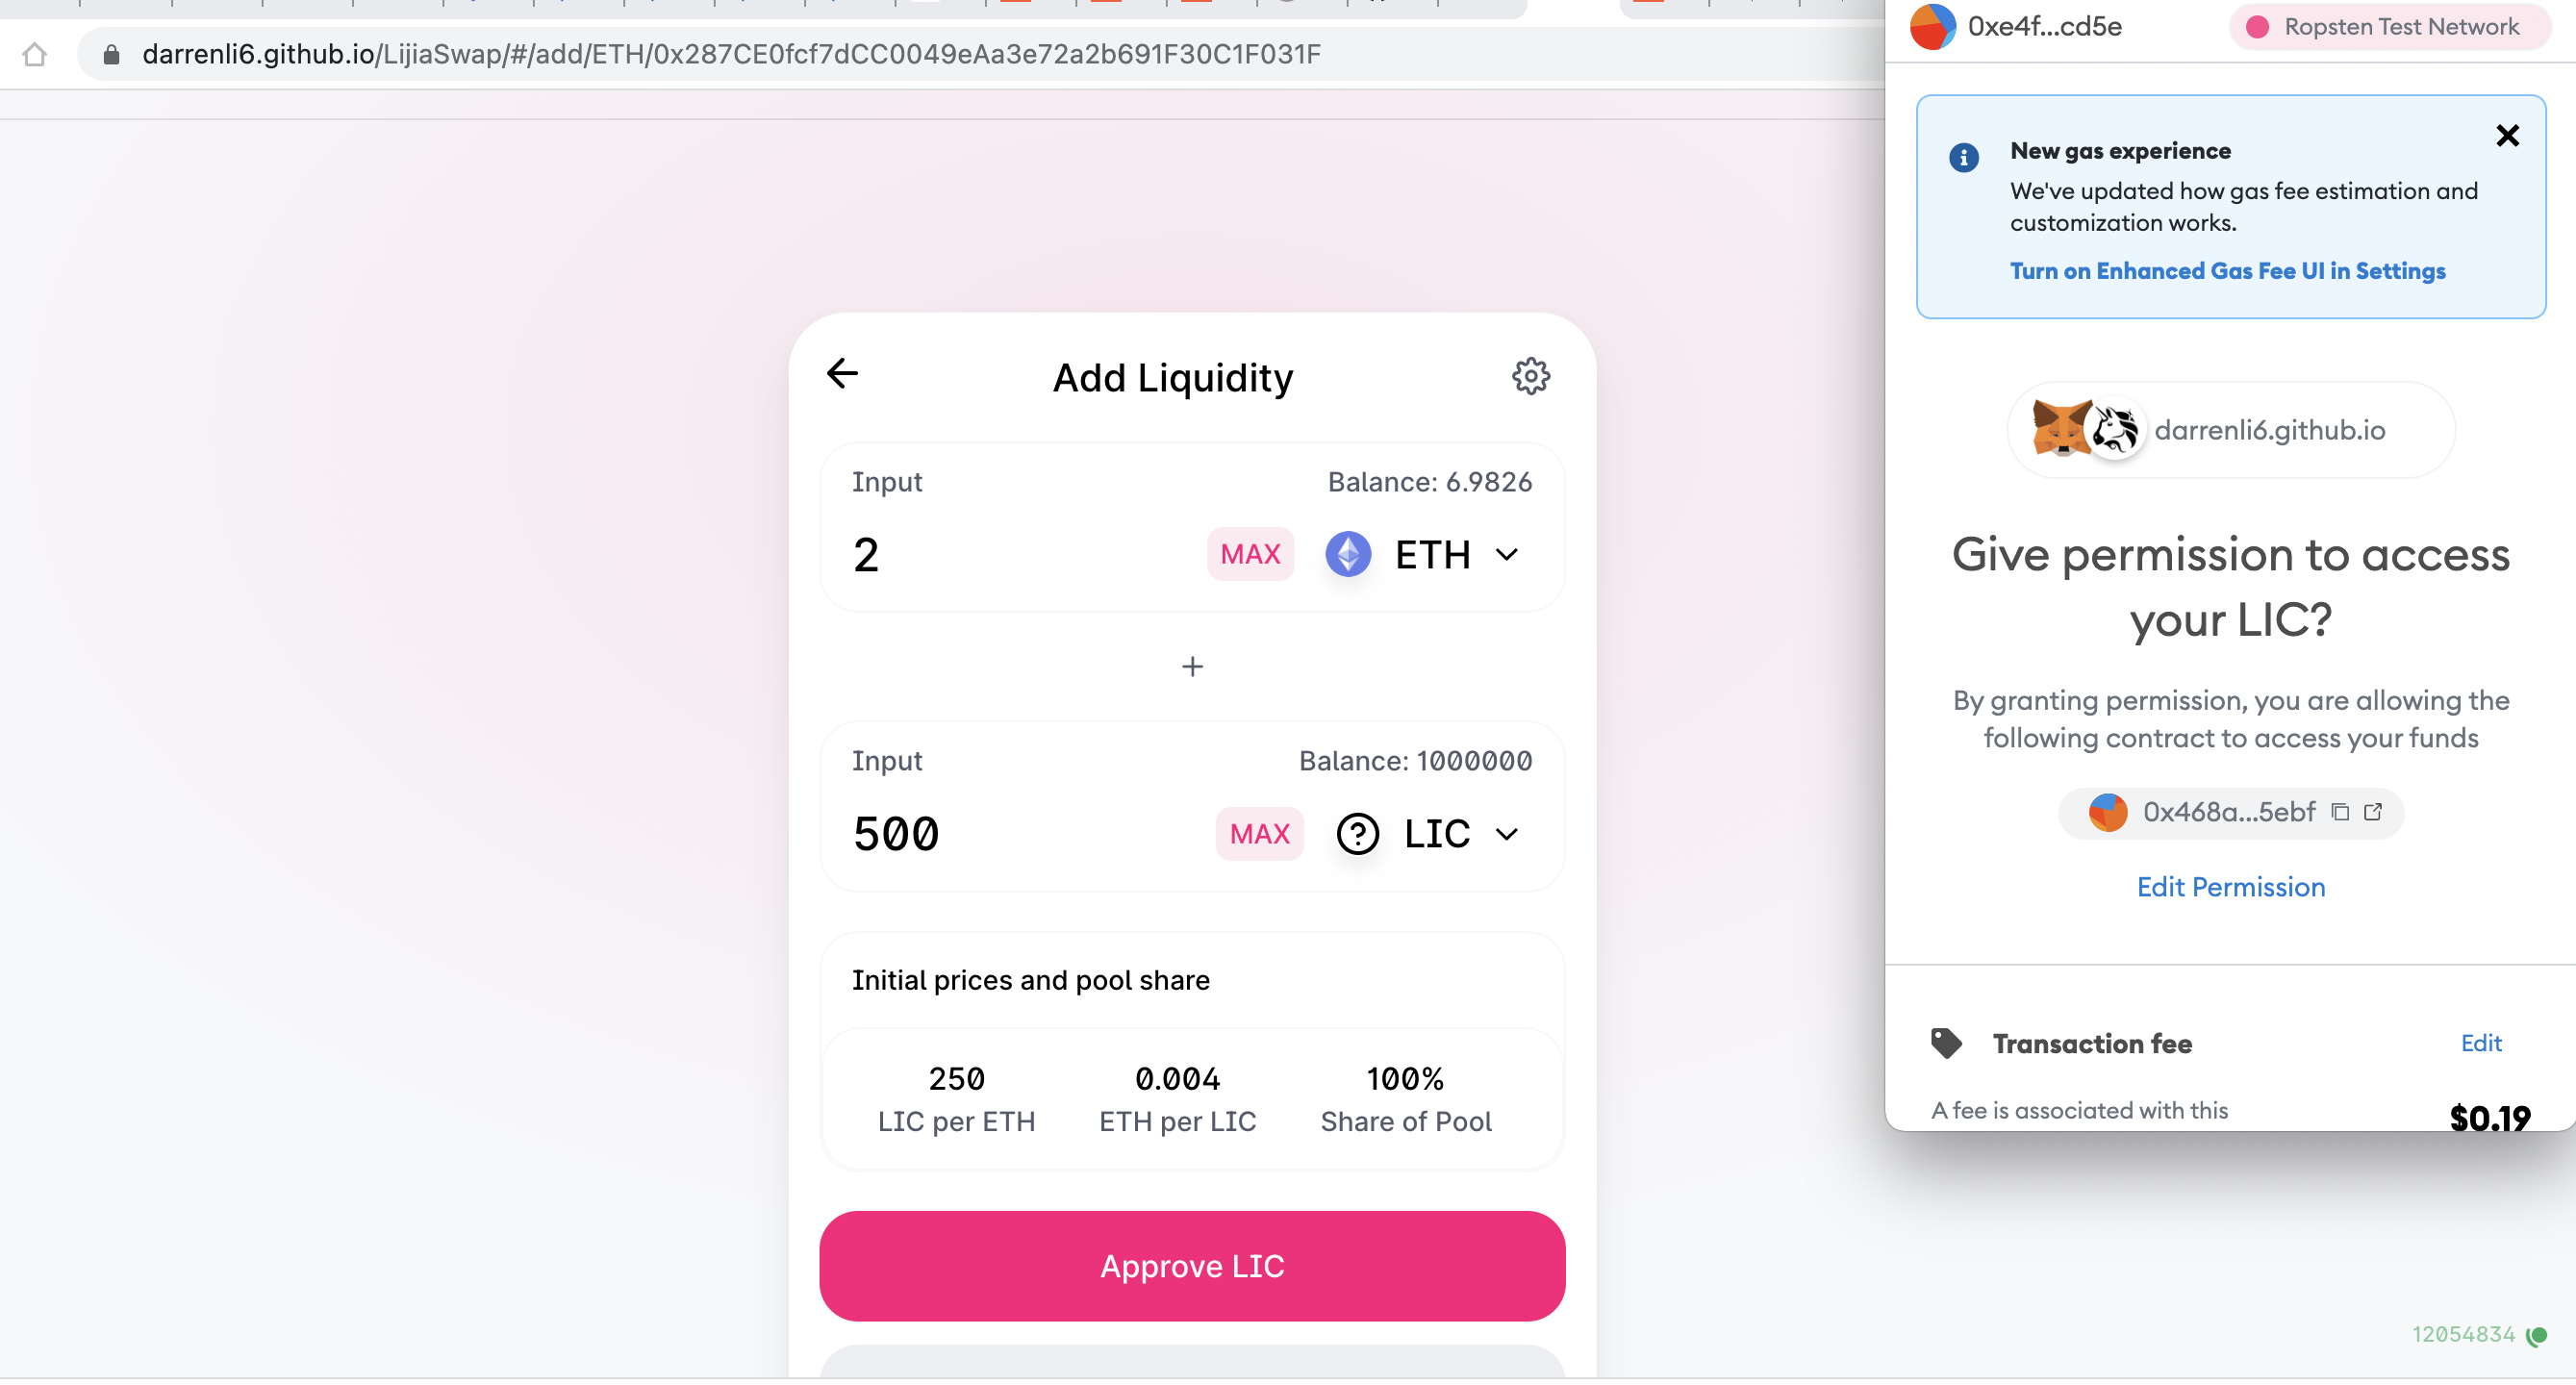 darrenli6.github.io/LijiaSwap/#/add/ETH/0x287CE0fcf7dCC0049eAa3e72a2b691F30C1F031F
Add Liquidity
Input
Balance: 6.9826
2
MAX
ETH
+
Input
Balance: 1000000
500
MAX
?
LIC
Initial prices and pool share
250
0.004
100%
LIC per ETH
ETH per LIC
Share of Pool
Approve LIC
0xe4f...cd5e
Ropsten Test Network
New gas experience
We've updated how gas fee estimation and
customization works.
Turn on Enhanced Gas Fee UI in Settings
darrenli6.github.io
Give permission to access
your LIC?
By granting permission, you are allowing the
following contract to access your funds
0x468a...5ebf
Edit Permission
Transaction fee
Edit
A fee is associated with this
$0.19
12054834